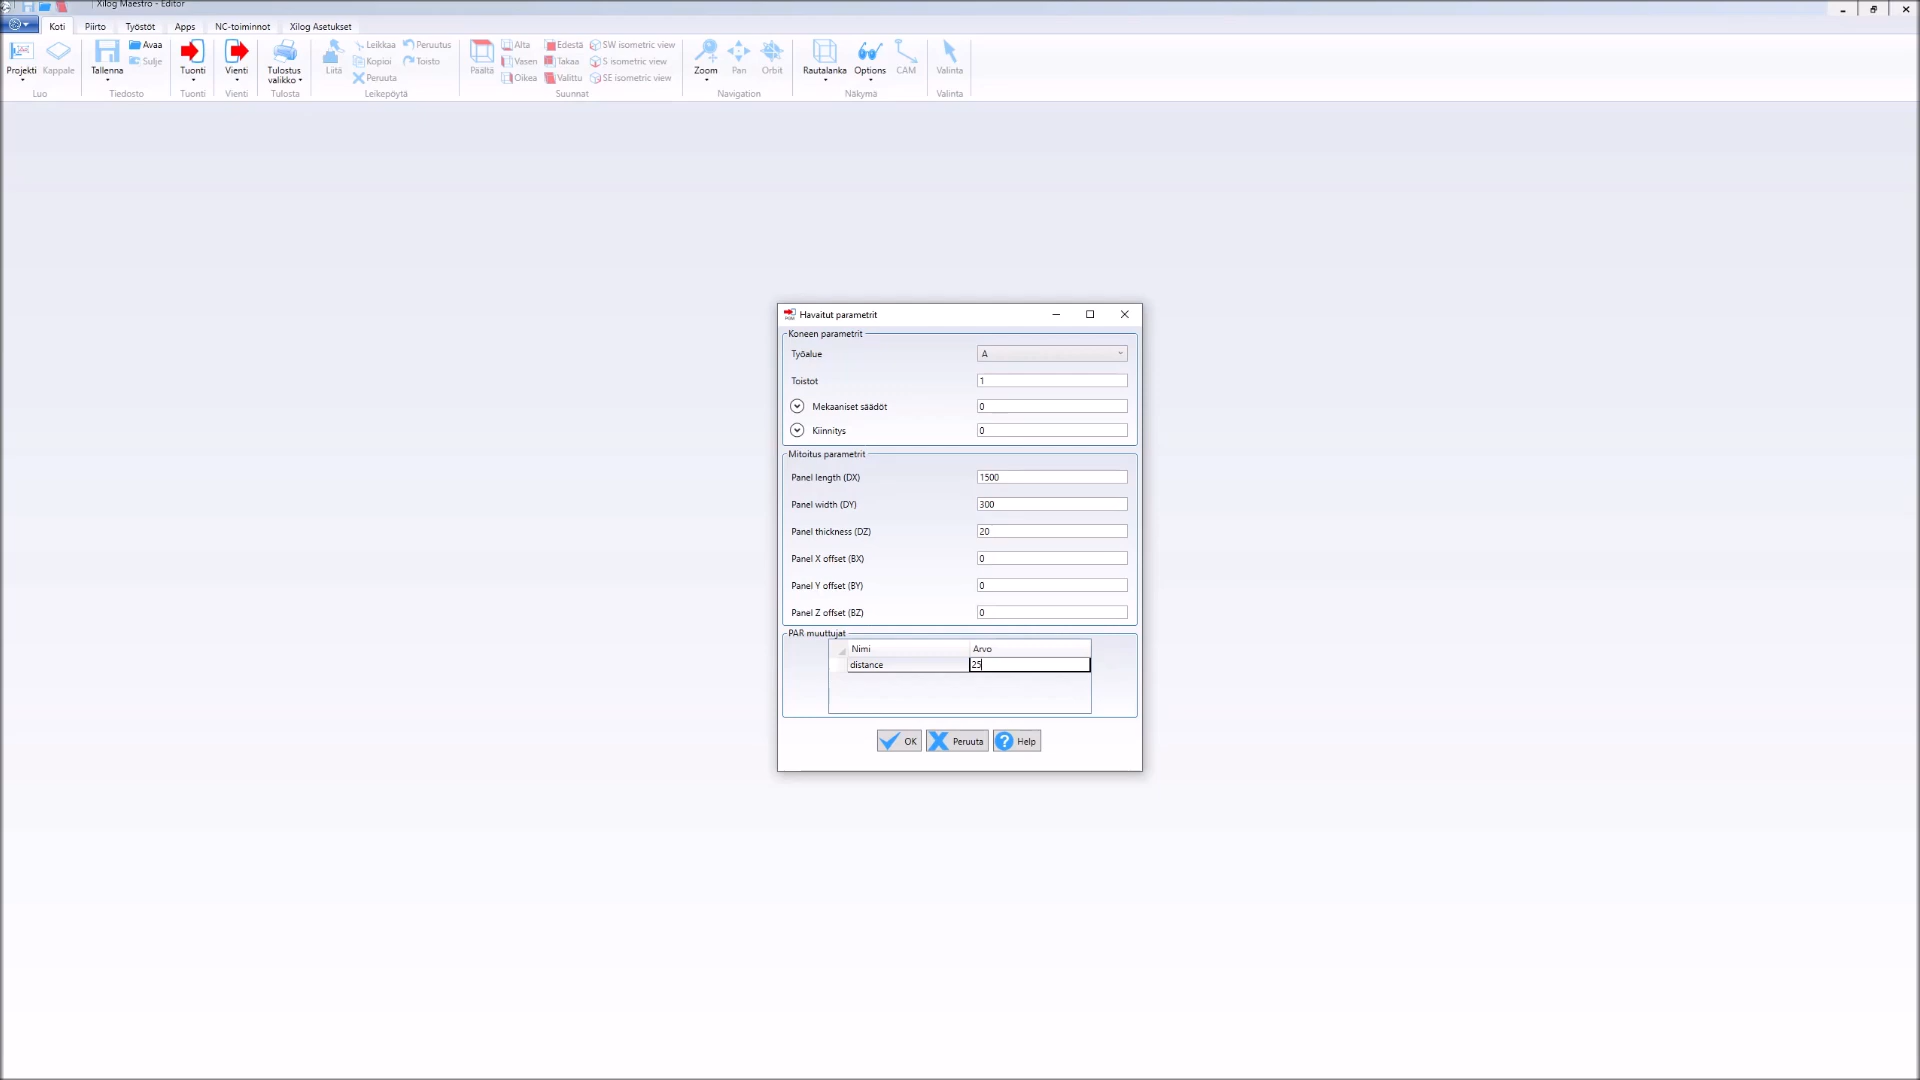 Xilog Maestro - Editor
Koti Piirto Työstöt Apps NC-toiminnot Xilog Asetukset
Projekti Kappale
Luo
Tallenna Avaa Sulje
Tiedosto
Tuonti
Tuonti
Vienti
Vienti
Tulostus valikko
Tulosta
Liitä Leikkaa Kopioi Peruuta Peruutus Toisto
Leikepöytä
Päältä Alta Vasen Oikea Edestä Takaa Valittu SW isometric view S isometric view SE isometric view
Suunnat
Zoom Pan Orbit
Navigation
Rautalanka Options CAM
Näkymä
Valinta
Valinta
Havaitut parametrit
Koneen parametrit
Työalue A
Toistot 1
Mekaaniset säädöt 0
Kiinnitys 0
Mitoitus parametrit
Panel length (DX) 1500
Panel width (DY) 300
Panel thickness (DZ) 20
Panel X offset (BX) 0
Panel Y offset (BY) 0
Panel Z offset (BZ) 0
PAR muuttujat
Nimi Arvo
distance 25
OK Peruuta ? Help